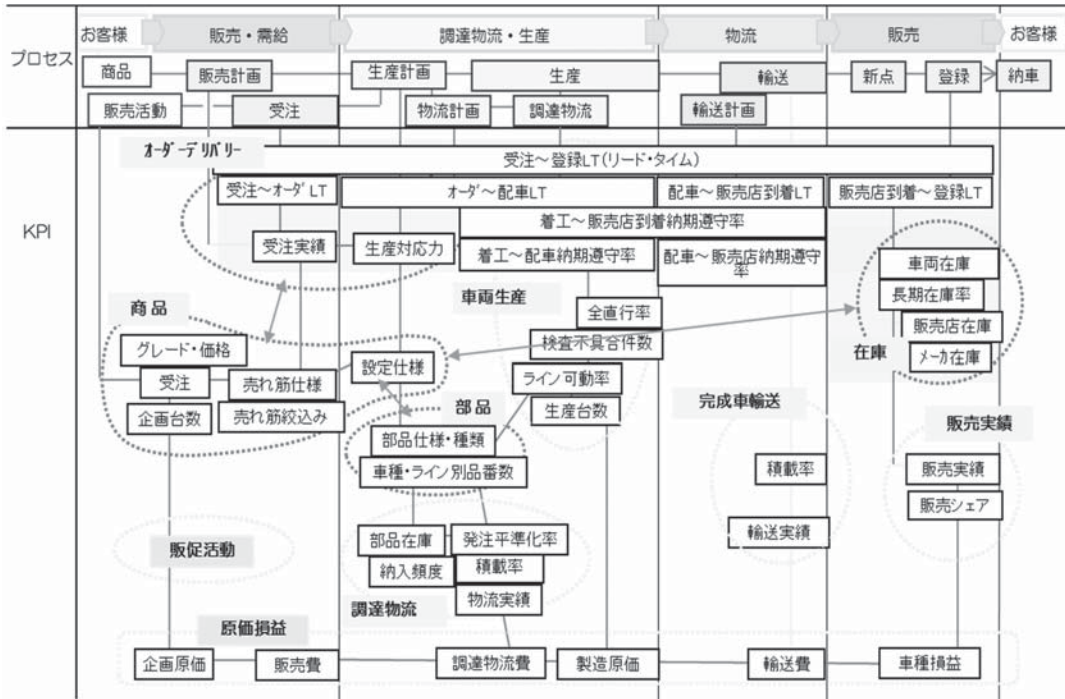 お客様
販売・需給
調達物流・生産
物流
販売
お客様
プロセス
商品
販売計画
生産計画
生産
輸送
新点
登録
納車
販売活動
受注
物流計画
調達物流
輸送計画
KPI
オーダーデリバリー
受注～登録LT(リード・タイム)
受注～オーダLT
オーダ～配車LT
配車～販売店到着LT
販売店到着～登録LT
着工～販売店到着納期遵守率
受注実績
生産対応力
着工～配車納期遵守率
配車～販売店納期遵守
率
車両在庫
長期在庫率
販売店在庫
メーカ在庫
在庫
車両生産
全直行率
検査不具合件数
ライン可動率
生産台数
商品
グレード・価格
受注
企画台数
売れ筋仕様
売れ筋絞込み
設定仕様
部品
部品仕様・種類
車種・ライン別品番数
完成車輸送
積載率
輸送実績
販売実績
販売実績
販売シェア
販促活動
部品在庫
納入頻度
発注平準化率
積載率
物流実績
調達物流
原価損益
企画原価
販売費
調達物流費
製造原価
輸送費
車種損益